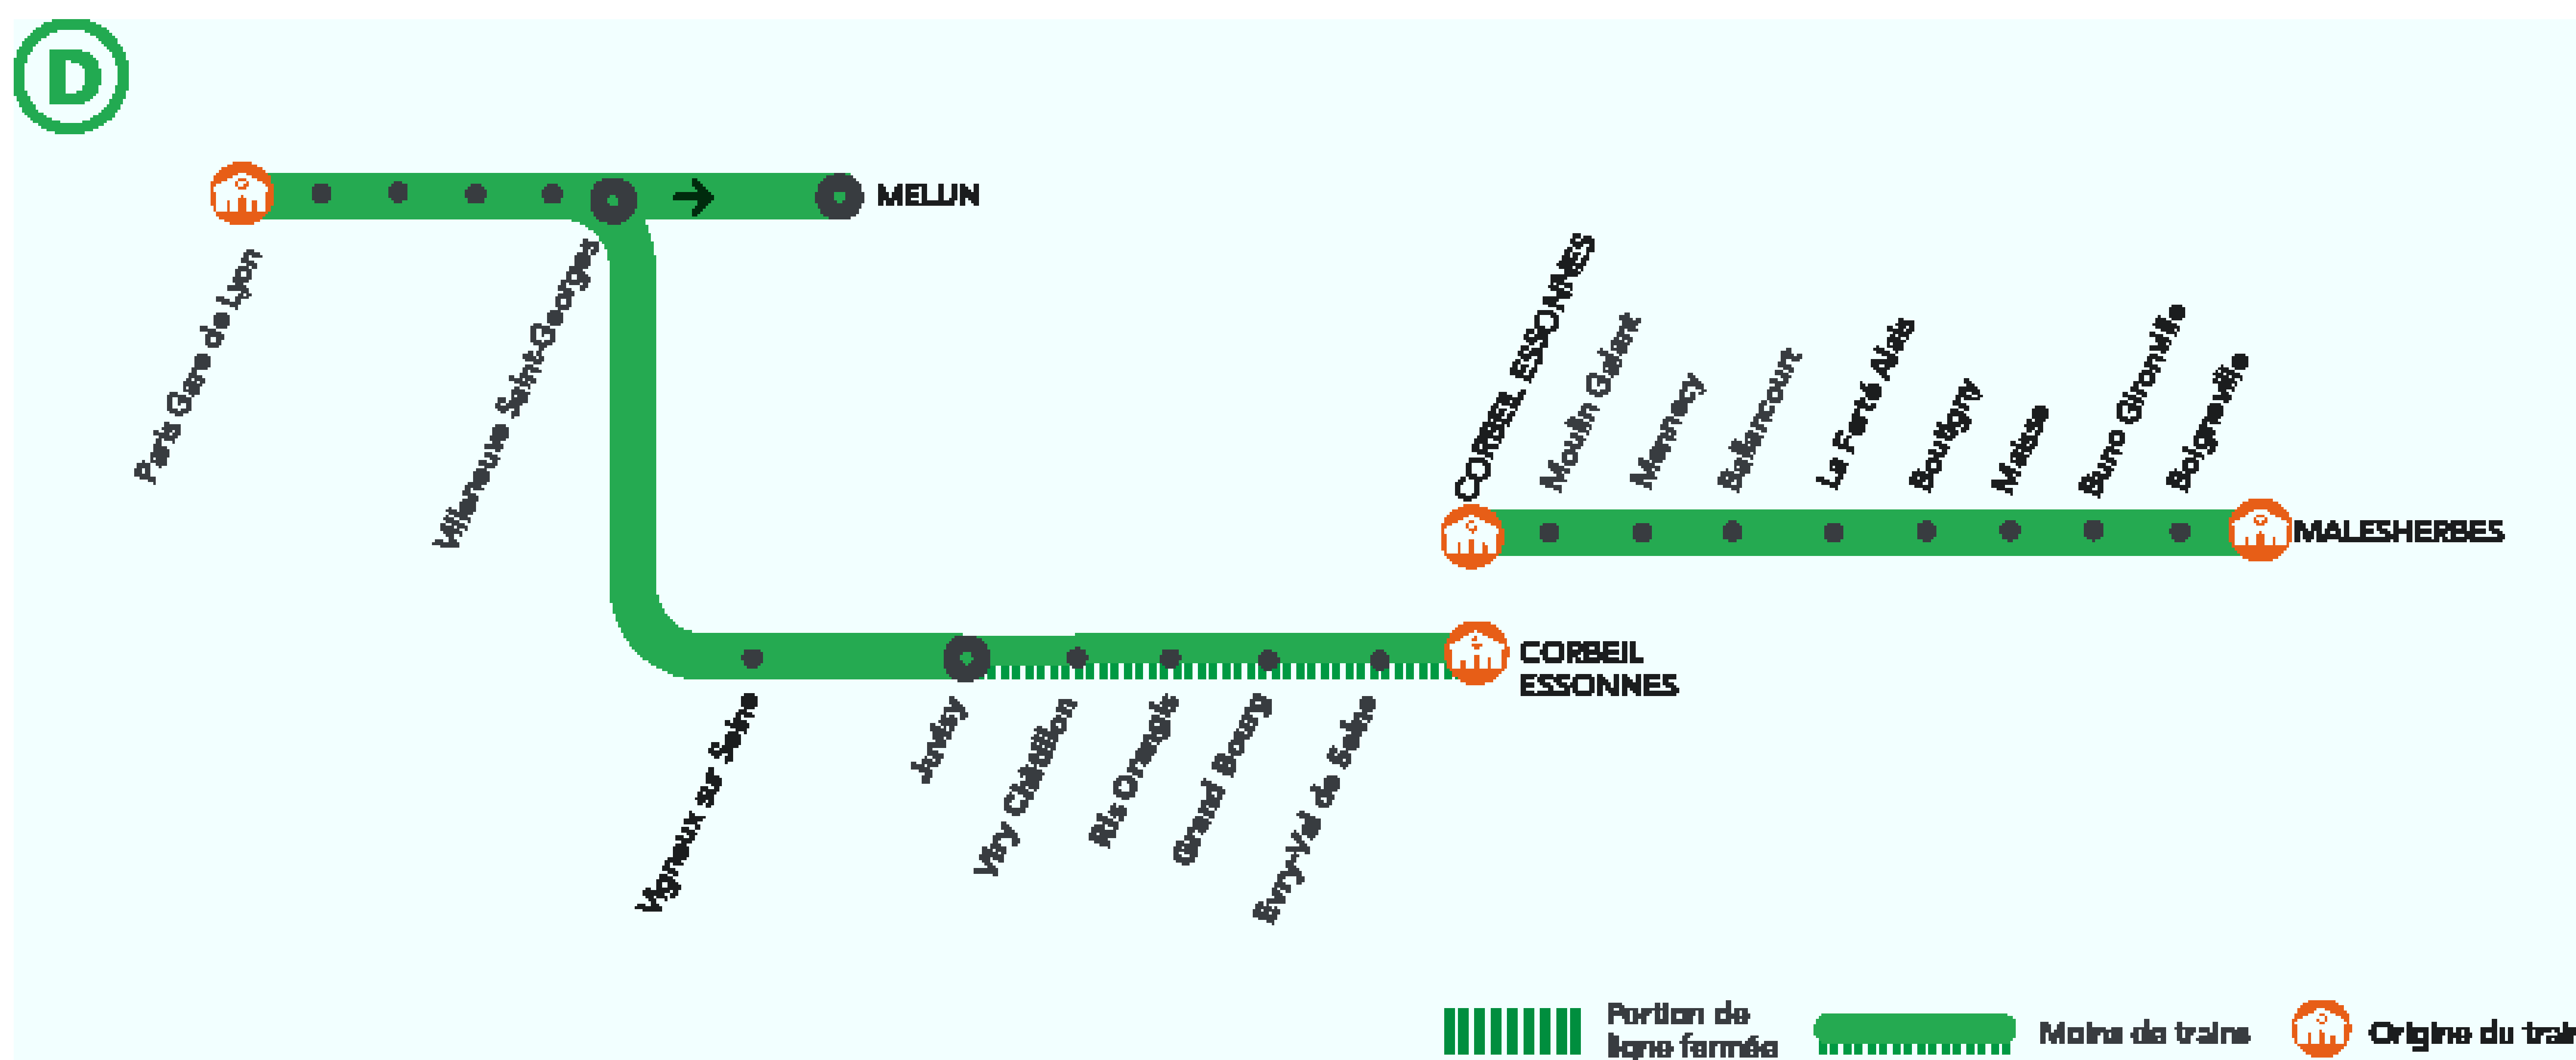 D
MELUN
Paris Gare de Lyon
Villeneuve Saint-Georges
CORBEIL ESSONNES
Moulin Galant
Mennecy
Ballancourt
La Ferté Alais
Boutigny
Maisse
Buno Gironville
Boigneville
MALESHERBES
CORBEIL
ESSONNES
Vigneux sur Seine
Juvisy
Viry Châtillon
Ris Orangis
Grand Bourg
Evry-Val de Seine
Portion de
ligne fermée
Moins de trains
Origine du trai